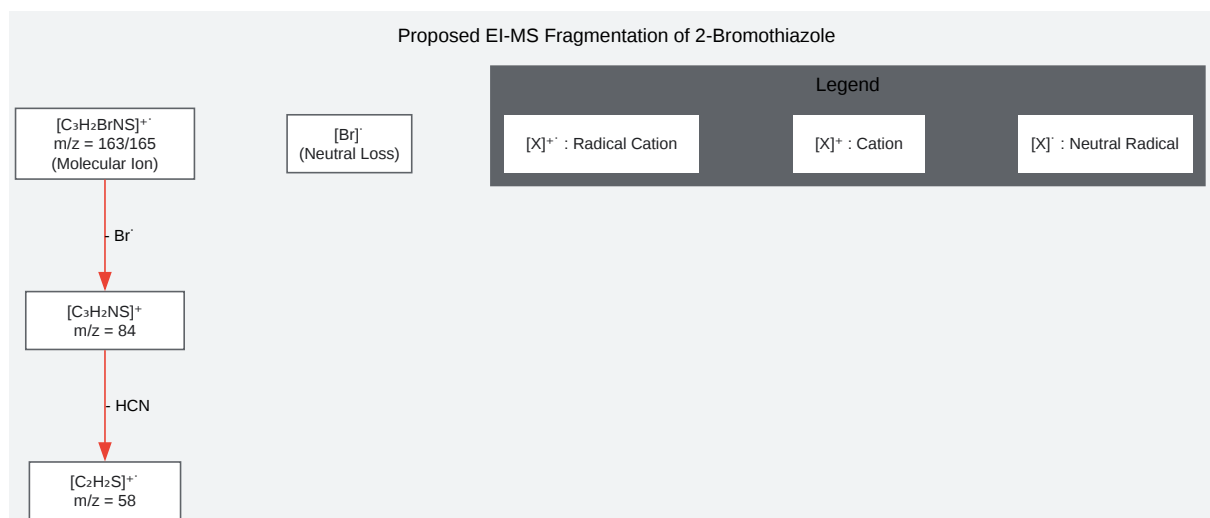 Proposed EI-MS Fragmentation of 2-Bromothiazole
Legend
[C₃H₂BrNS]⁺˙
m/z = 163/165
(Molecular Ion)
[Br]˙
(Neutral Loss)
[X]⁺˙ : Radical Cation
[X]⁺ : Cation
[X]˙ : Neutral Radical
- Br˙
[C₃H₂NS]⁺
m/z = 84
- HCN
[C₂H₂S]⁺˙
m/z = 58